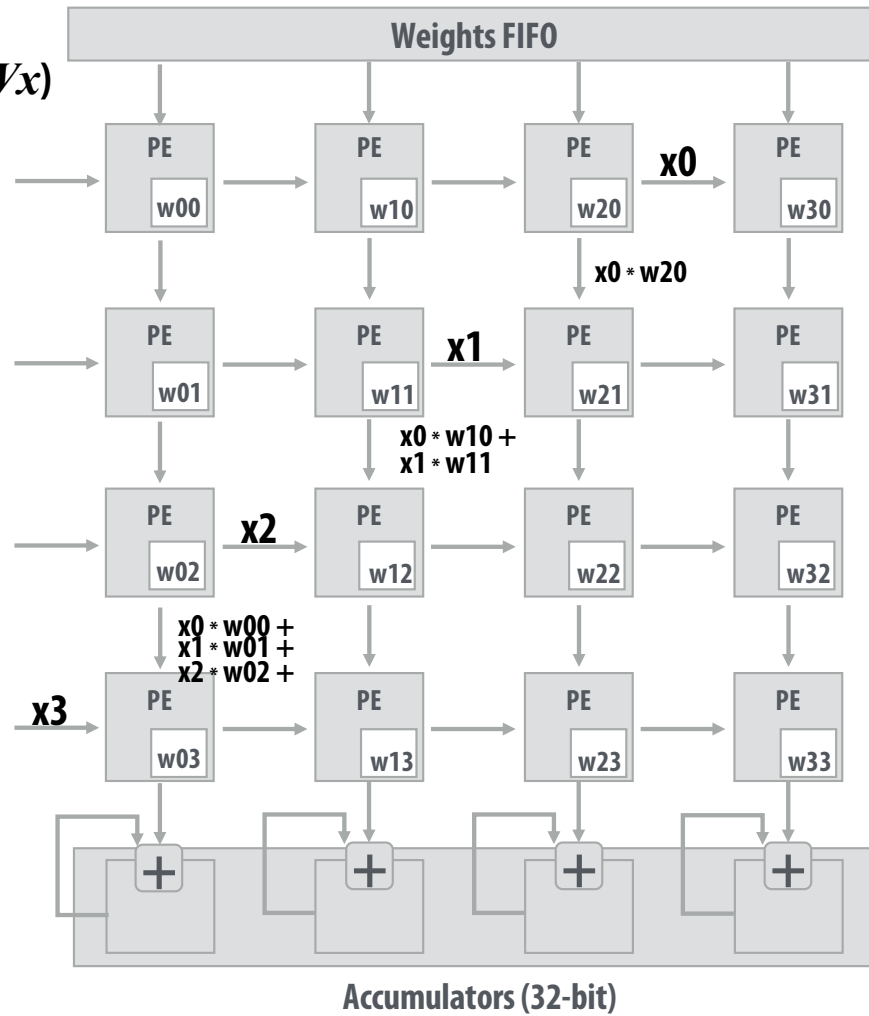 Weights FIFO
Vx)
PE
PE
PE
PE
x0
w00
w10
w20
w30
x0 * w20
PE
PE
PE
PE
x1
w01
w11
w21
w31
x0 * w10 +
x1 * w11
PE
PE
PE
PE
x2
w02
w12
w22
w32
x0 * w00 +
x1 * w01 +
x2 * w02 +
x3
PE
PE
PE
PE
w03
w13
w23
w33
+
+
+
+
Accumulators (32-bit)